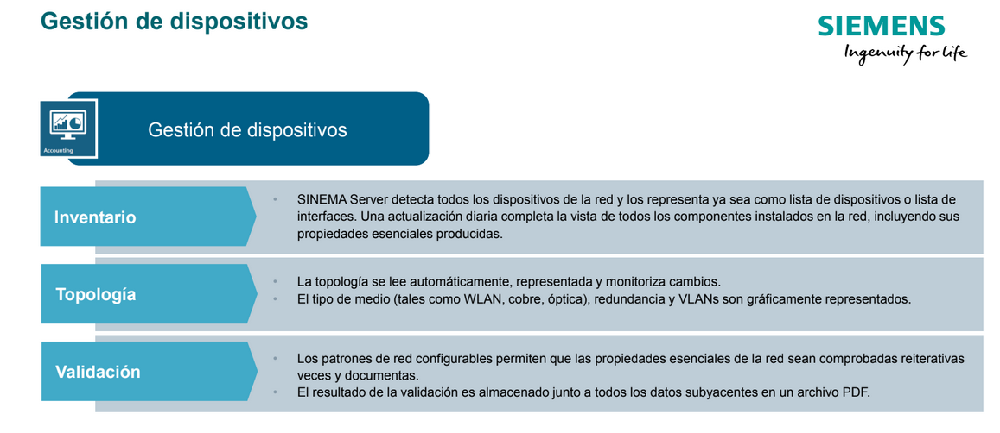 Gestión de dispositivos
SIEMENS
Ingenuity for life
Accounting
Gestión de dispositivos
Inventario
• SINEMA Server detecta todos los dispositivos de la red y los representa ya sea como lista de dispositivos o lista de
interfaces. Una actualización diaria completa la vista de todos los componentes instalados en la red, incluyendo sus
propiedades esenciales producidas.
Topología
• La topología se lee automáticamente, representada y monitoriza cambios.
• El tipo de medio (tales como WLAN, cobre, óptica), redundancia y VLANs son gráficamente representados.
Validación
• Los patrones de red configurables permiten que las propiedades esenciales de la red sean comprobadas reiterativas
veces y documentas.
• El resultado de la validación es almacenado junto a todos los datos subyacentes en un archivo PDF.